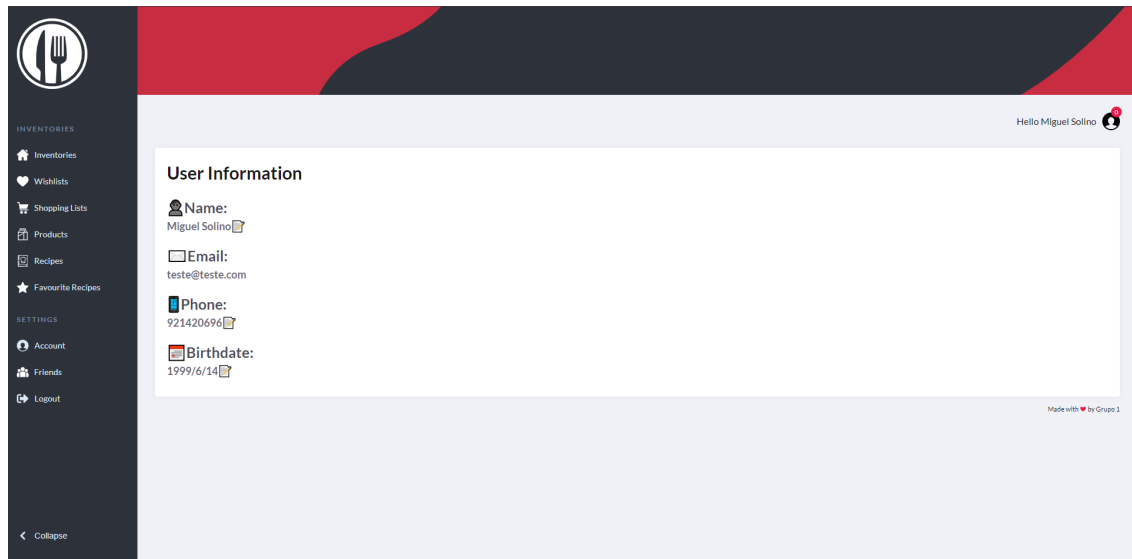 INVENTORIES
Inventories
Wishlists
Shopping Lists
Products
Recipes
Favourite Recipes
SETTINGS
Account
Friends
Logout
Collapse
0
Hello Miguel Solino
User Information
Name:
Miguel Solino
Email:
teste@teste.com
Phone:
921420696
Birthdate:
1999/6/14
Made with ♥ by Grupo 1